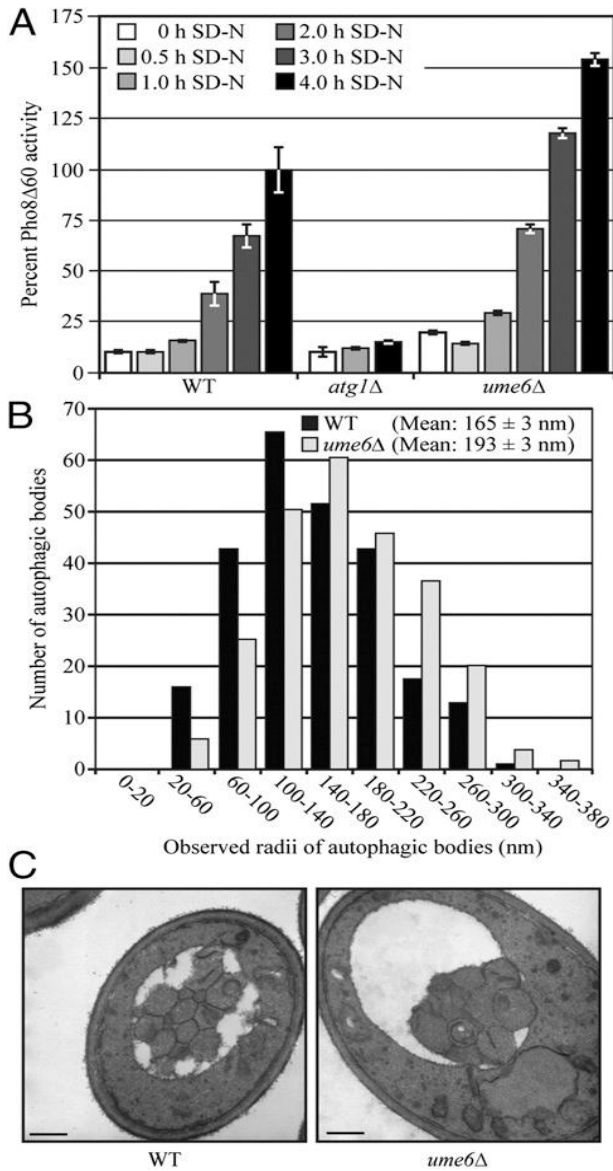 A
0 h SD-N
2.0 h SD-N
0.5 h SD-N
3.0 h SD-N
1.0 h SD-N
4.0 h SD-N
Percent Pho8Δ60 activity
175
150
125
100
75
50
25
0
WT
atg1Δ
ume6Δ
B
WT (Mean: 165 ± 3 nm)
ume6Δ (Mean: 193 ± 3 nm)
Number of autophagic bodies
70
60
50
40
30
20
10
0
0-20
20-60
60-100
100-140
140-180
180-220
220-260
260-300
300-340
340-380
Observed radii of autophagic bodies (nm)
C
WT
ume6Δ